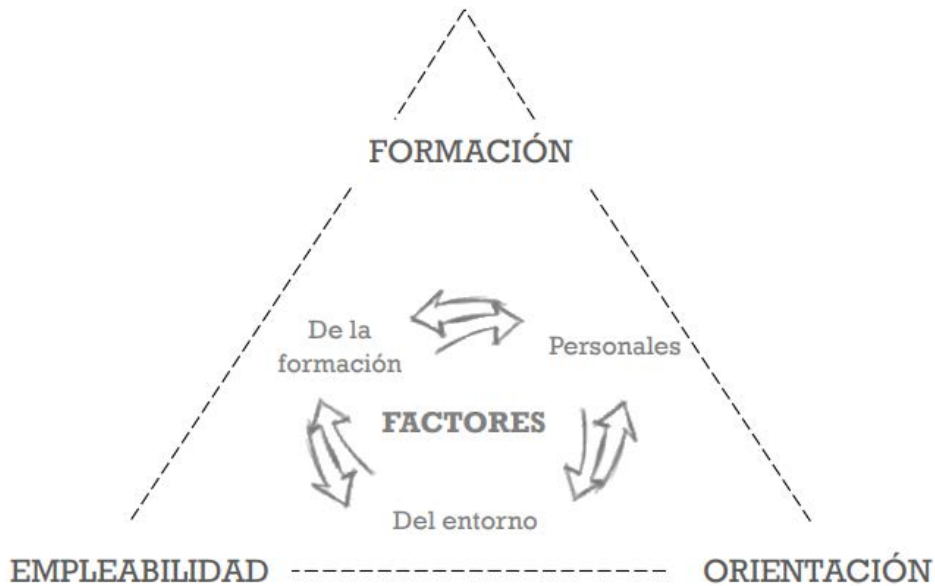 FORMACIÓN
De la
formación
Personales
FACTORES
Del entorno
EMPLEABILIDAD
ORIENTACIÓN